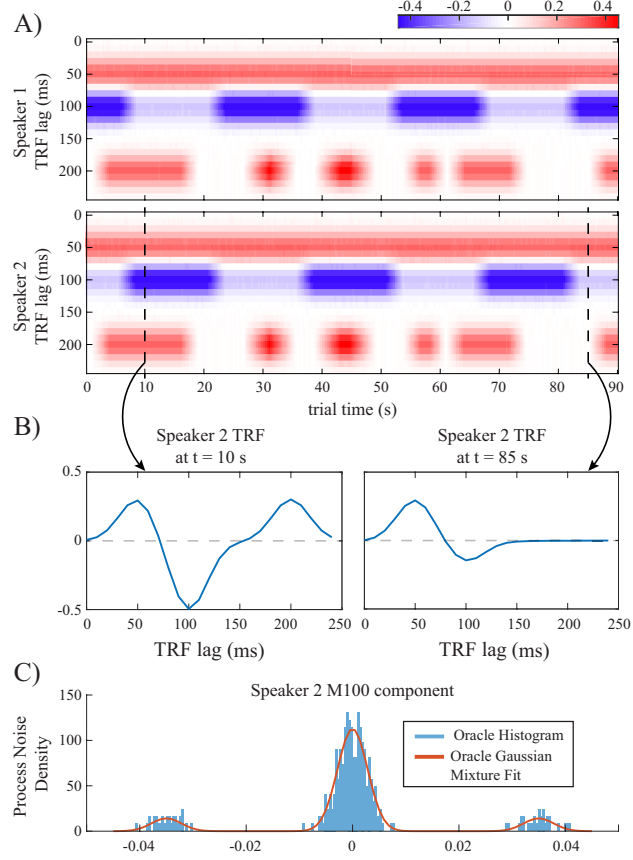 A)
-0.4 -0.2 0 0.2 0.4
Speaker 1
TRF lag (ms)
0
50
100
150
200
Speaker 2
TRF lag (ms)
0
50
100
150
200
0 10 20 30 40 50 60 70 80 90
trial time (s)
B)
Speaker 2 TRF
at t = 10 s
Speaker 2 TRF
at t = 85 s
0.5
0
-0.5
0 50 100 150 200 250
0 50 100 150 200 250
TRF lag (ms)
TRF lag (ms)
C)
Speaker 2 M100 component
Process Noise
Density
150
100
50
0
Oracle Histogram
Oracle Gaussian
Mixture Fit
-0.04 -0.02 0 0.02 0.04